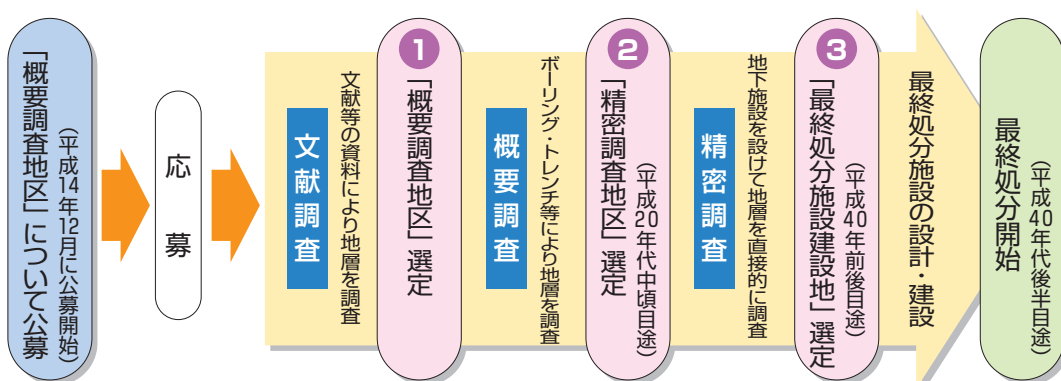 「概要調査地区」について公募
（平成14年12月に公募開始）
応募
文献調査
文献等の資料により地層を調査
1
「概要調査地区」選定
概要調査
ボーリング・トレンチ等により地層を調査
2
「精密調査地区」選定
（平成20年代中頃目途）
精密調査
地下施設を設けて地層を直接的に調査
3
「最終処分施設建設地」選定
（平成40年前後目途）
最終処分施設の設計・建設
最終処分開始
（平成40年代後半目途）